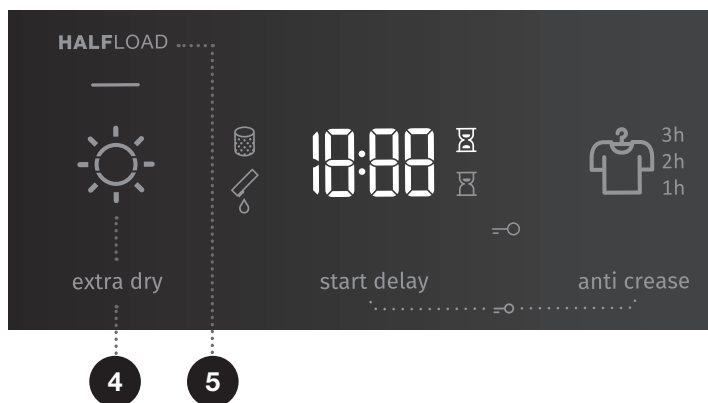 HALFLOAD
18:88
3h
2h
1h
extra dry
start delay
anti crease
4
5